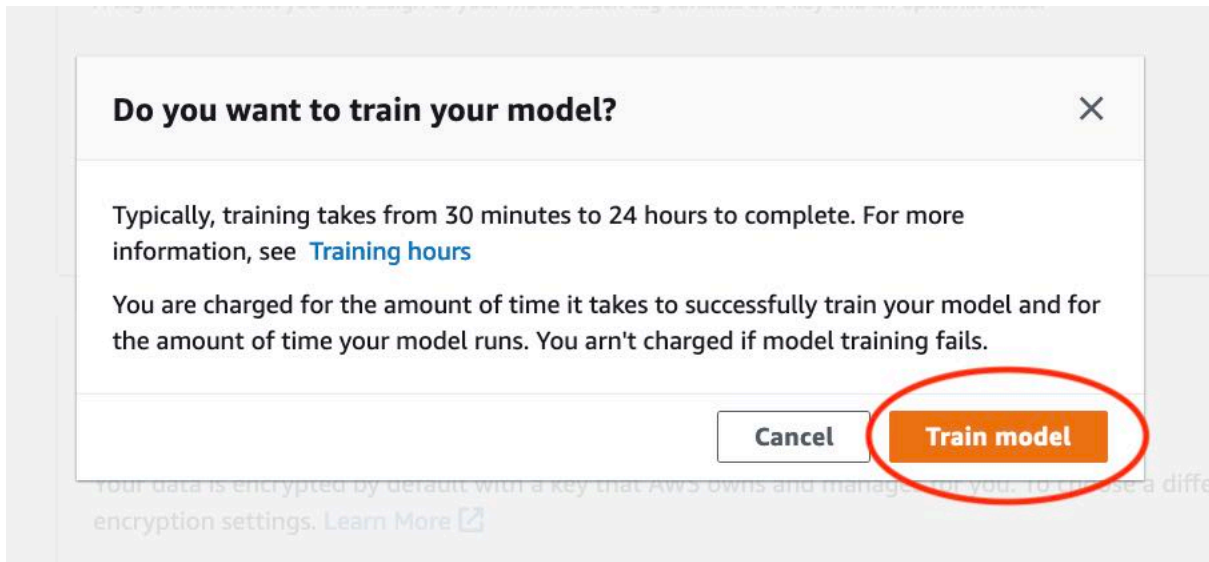 Do you want to train your model?
Typically, training takes from 30 minutes to 24 hours to complete. For more
information, see Training hours
You are charged for the amount of time it takes to successfully train your model and for
the amount of time your model runs. You arn't charged if model training fails.
Cancel Train model
Your data is encrypted by default with a key that AWS owns and manages for you. To choose a diffe
encryption settings. Learn More